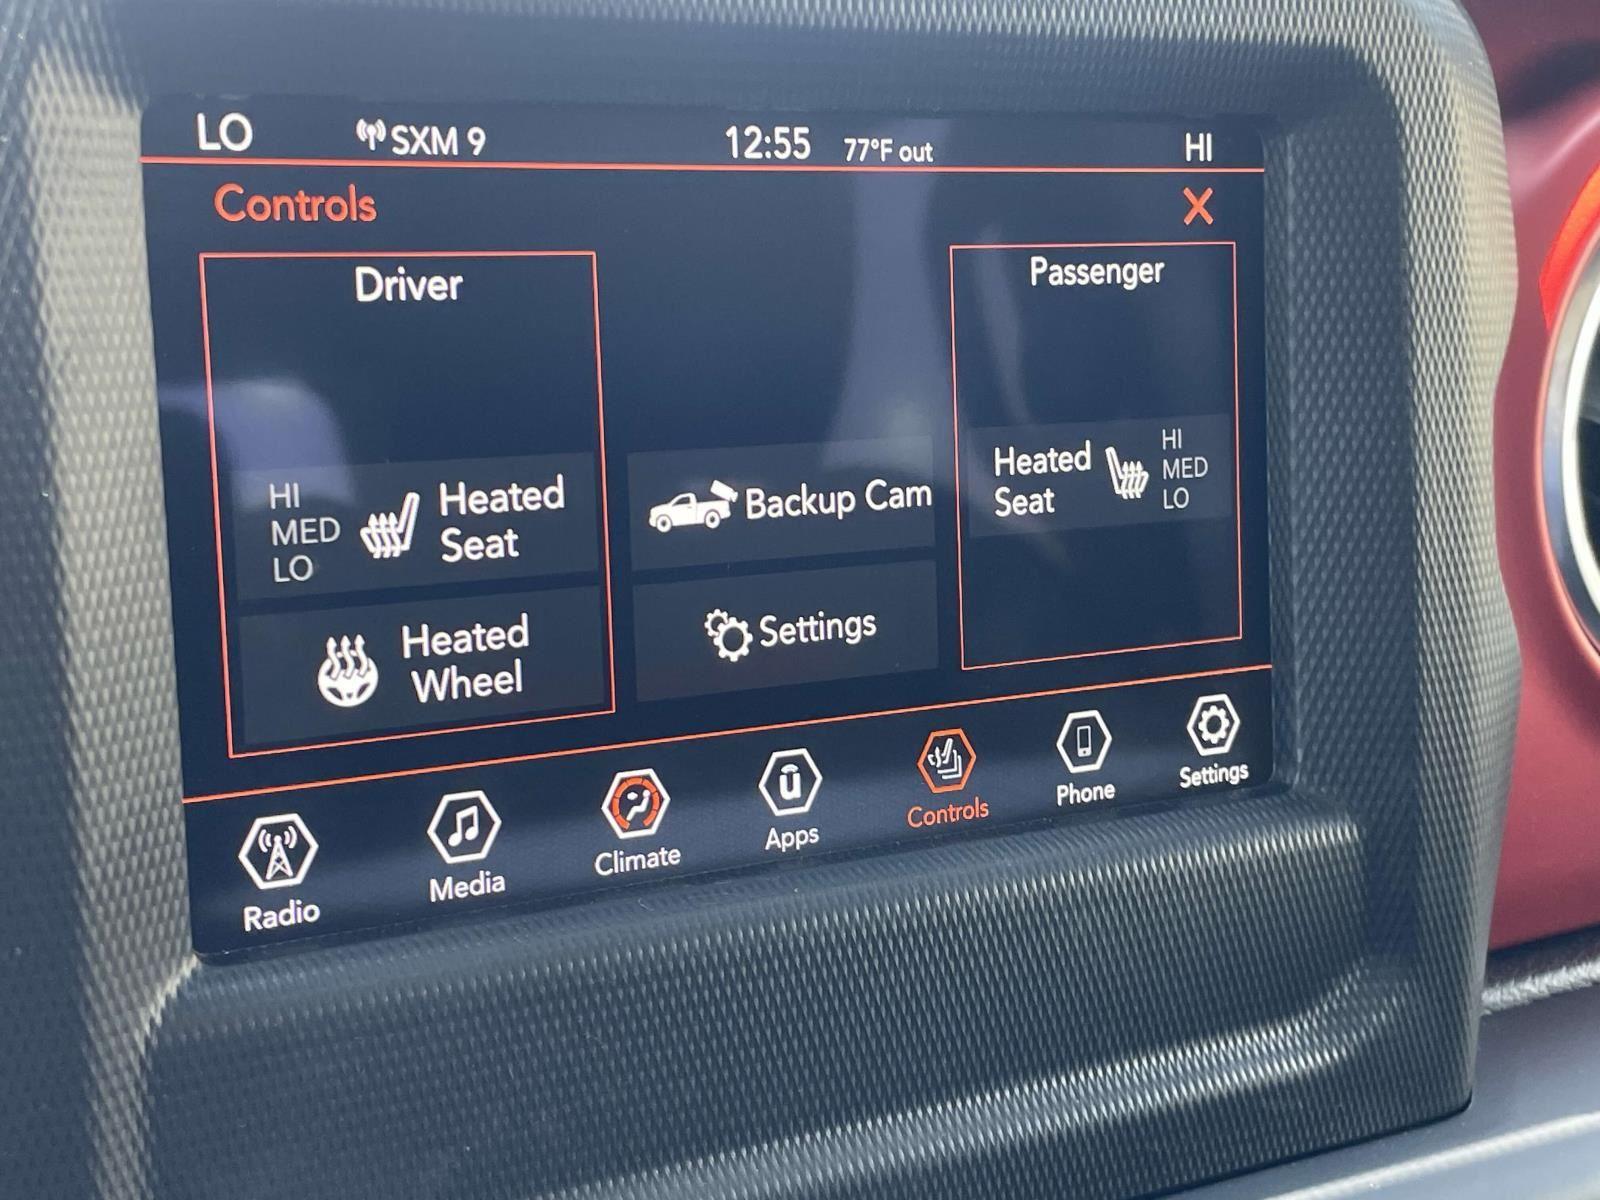 LO
SXM 9
12:55
77°F out
HI
Controls
X
Driver
HI
MED
LO
Heated
Seat
Heated
Wheel
Backup Cam
Settings
Passenger
Heated
Seat
HI
MED
LO
Radio
Media
Climate
Apps
Controls
Phone
Settings